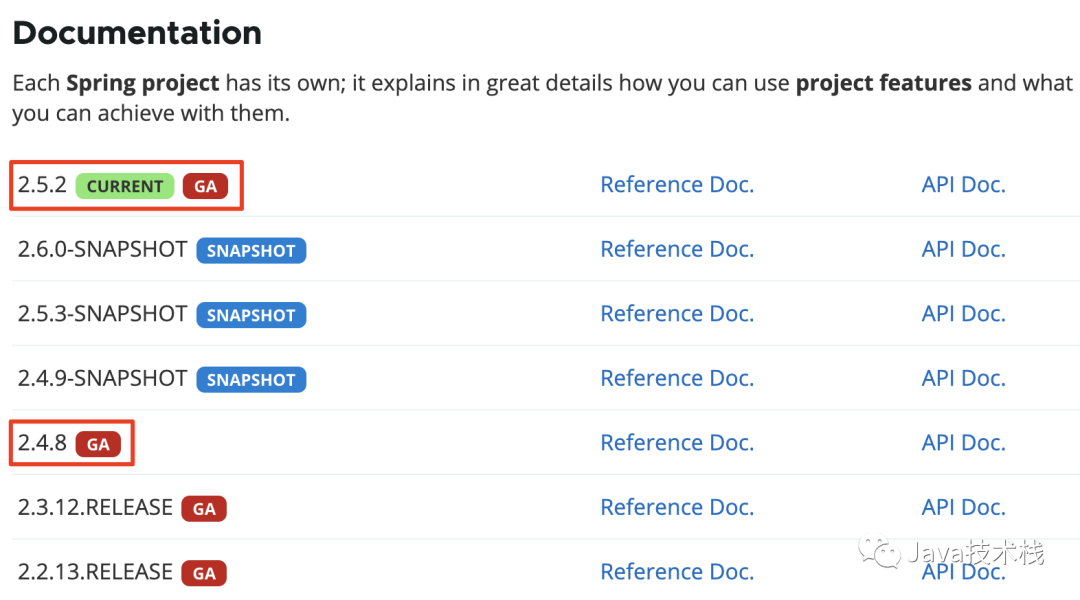 Documentation
Each Spring project has its own; it explains in great details how you can use project features and what
you can achieve with them.
2.5.2 CURRENT GA Reference Doc. API Doc.
2.6.0-SNAPSHOT SNAPSHOT Reference Doc. API Doc.
2.5.3-SNAPSHOT SNAPSHOT Reference Doc. API Doc.
2.4.9-SNAPSHOT SNAPSHOT Reference Doc. API Doc.
2.4.8 GA Reference Doc. API Doc.
2.3.12.RELEASE GA Reference Doc. API Doc.
Java技术栈
2.2.13.RELEASE GA Reference Doc. API Doc.